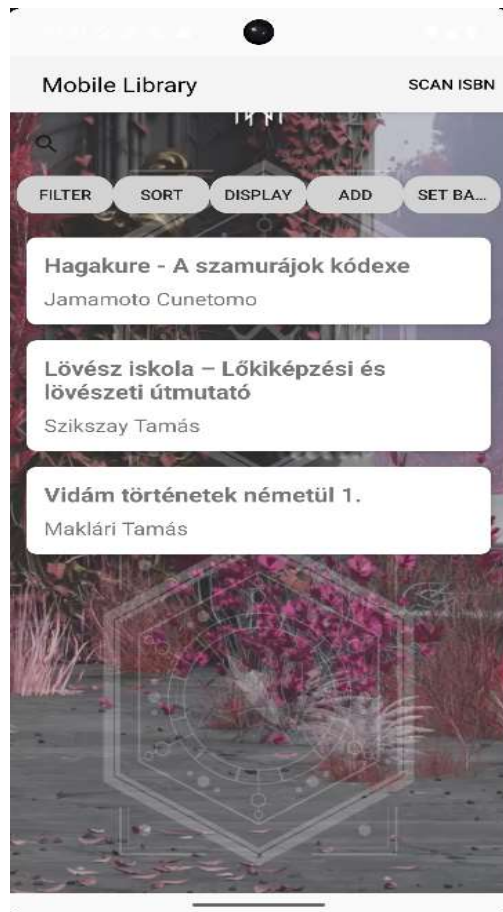 Mobile Library
SCAN ISBN
FILTER
SORT
DISPLAY
ADD
SET BA...
Hagakure - A szamurájok kódexe
Jamamoto Cunetomo
Lövész iskola – Lőkiképzési és
lövészeti útmutató
Szikszay Tamás
Vidám történetek németül 1.
Maklári Tamás